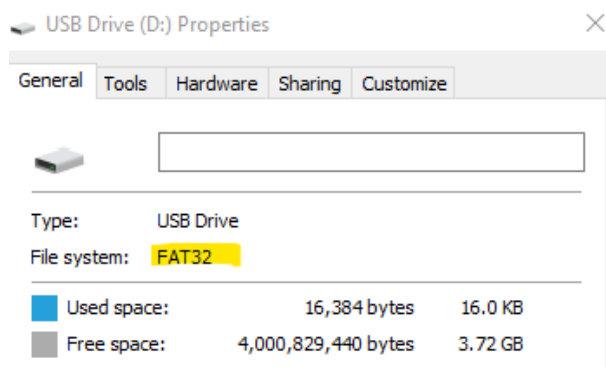 USB Drive (D:) Properties
General Tools Hardware Sharing Customize
Type: USB Drive
File system: FAT32
Used space: 16,384 bytes 16.0 KB
Free space: 4,000,829,440 bytes 3.72 GB